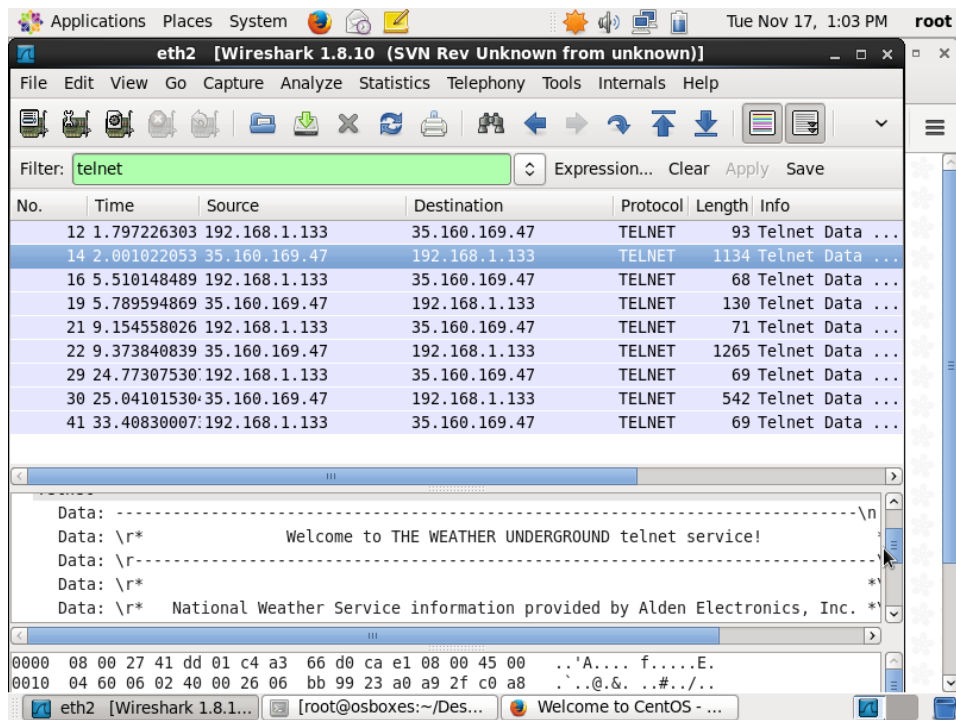 Applications Places System Tue Nov 17, 1:03 PM root
eth2 [Wireshark 1.8.10 (SVN Rev Unknown from unknown)]
File Edit View Go Capture Analyze Statistics Telephony Tools Internals Help
Filter: telnet Expression... Clear Apply Save
No. Time Source Destination Protocol Length Info
12 1.797226303 192.168.1.133 35.160.169.47 TELNET 93 Telnet Data ...
14 2.001022053 35.160.169.47 192.168.1.133 TELNET 1134 Telnet Data ...
16 5.510148489 192.168.1.133 35.160.169.47 TELNET 68 Telnet Data ...
19 5.789594869 35.160.169.47 192.168.1.133 TELNET 130 Telnet Data ...
21 9.154558026 192.168.1.133 35.160.169.47 TELNET 71 Telnet Data ...
22 9.373840839 35.160.169.47 192.168.1.133 TELNET 1265 Telnet Data ...
29 24.77307530 192.168.1.133 35.160.169.47 TELNET 69 Telnet Data ...
30 25.04101530 35.160.169.47 192.168.1.133 TELNET 542 Telnet Data ...
41 33.40830007 192.168.1.133 35.160.169.47 TELNET 69 Telnet Data ...
Data: ------------------------------------------------------------------------------\n
Data: \r* Welcome to THE WEATHER UNDERGROUND telnet service! *
Data: \r------------------------------------------------------------------------------\
Data: \r* *\
Data: \r* National Weather Service information provided by Alden Electronics, Inc. *\
0000 08 00 27 41 dd 01 c4 a3 66 d0 ca e1 08 00 45 00 ..'A.... f.....E.
0010 04 60 06 02 40 00 26 06 bb 99 23 a0 a9 2f c0 a8 .`..@.&. ..#../..
eth2 [Wireshark 1.8.1... [root@osboxes:~/Des... Welcome to CentOS - ...